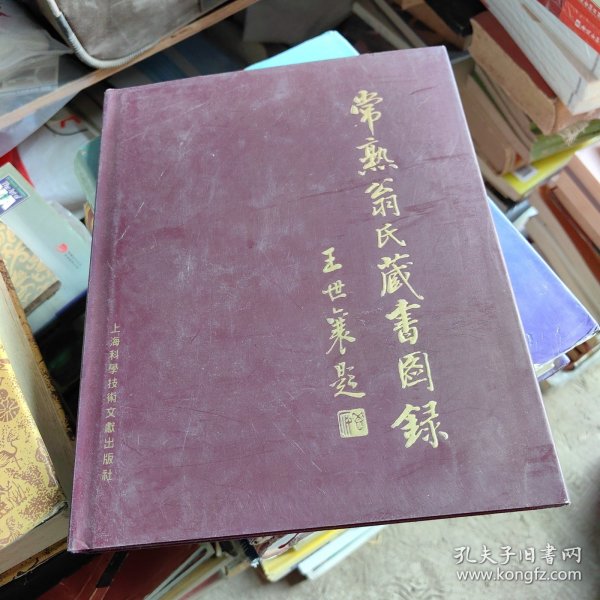 常熟翁氏藏書圖録
王世襄題
上海科學技術文獻出版社
孔夫子旧书网
www.kongfz.com